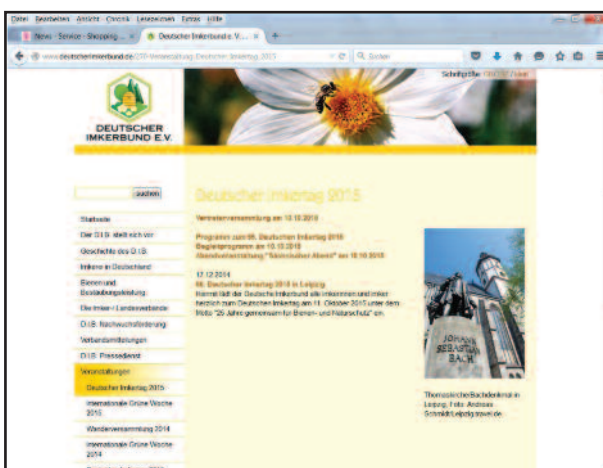 Datei Bearbeiten Ansicht Chronik Lesezeichen Extras Hilfe
News - Service - Shopping ...
Deutscher Imkerbund e. V. ...
www.deutscherimkerbund.de
Suchen
Schriftgröße:
DEUTSCHER
IMKERBUND E.V.
suchen
Deutscher Imkertag 2015
Startseite
Der D.I.B. stellt sich vor
Geschichte des D.I.B.
Imkerei in Deutschland
Bienen und
Bestäubungsleistung
Die Imker-/ Landesverbände
D.I.B. Nachwuchsförderung
Verbandsmitteilungen
D.I.B. Pressedienst
Veranstaltungen
Deutscher Imkertag 2015
Internationale Grüne Woche
2015
Wanderversammlung 2014
Internationale Grüne Woche
2014
Vertreterversammlung am
Programm zum Deutschen Imkertag 2015
Begleitprogramm am 10.10.2015
Abendveranstaltung "Sächsischer Abend" am 10.10.2015
17.12.2014
Deutscher Imkertag 2015 in Leipzig
Hiermit lädt der Deutsche Imkerbund alle Imkerinnen und Imker
herzlich zum Deutschen Imkertag am 11. Oktober 2015 unter dem
Motto "25 Jahre gemeinsam für Bienen- und Naturschutz" ein.
JOHANN
SEBASTIAN
BACH
Thomaskirche/Bachdenkmal in
Leipzig, Foto: Andreas
Schmidt/Leipzig.travel.de